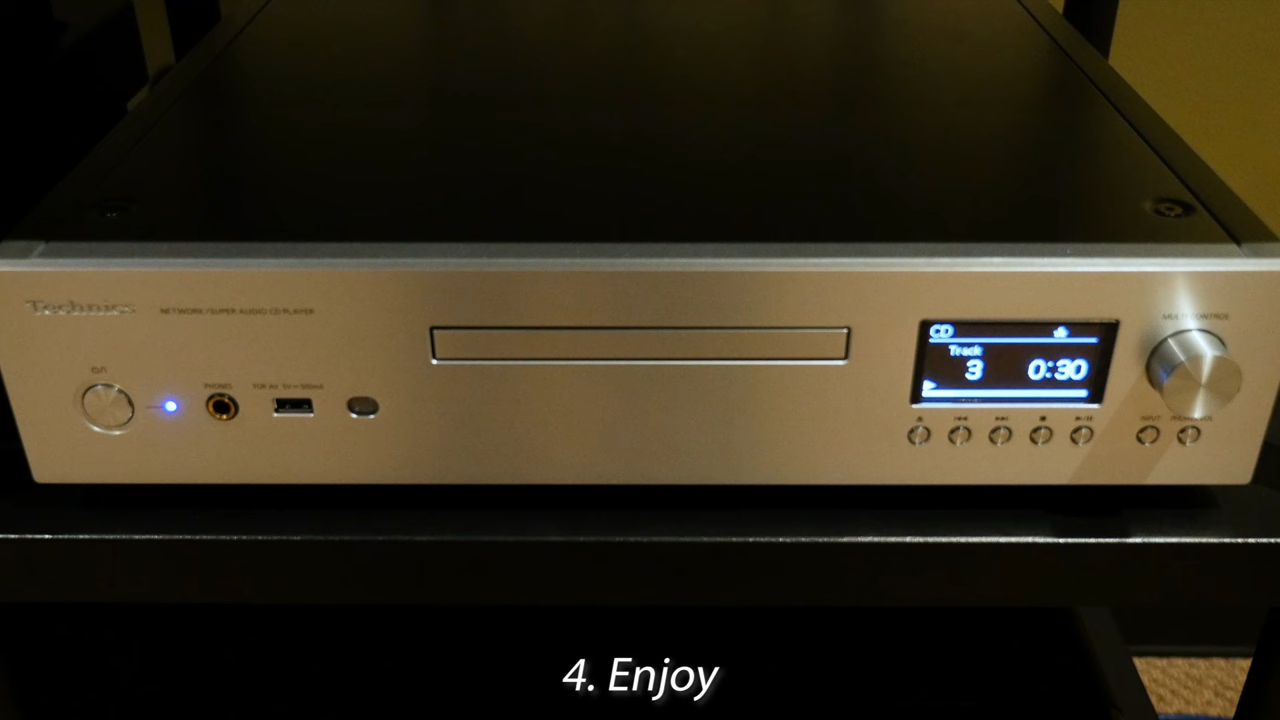 Technics
NETWORK/SUPER AUDIO CD PLAYER
PHONES
CD
Track
3
0:30
MULTI CONTROL
INPUT
4. Enjoy